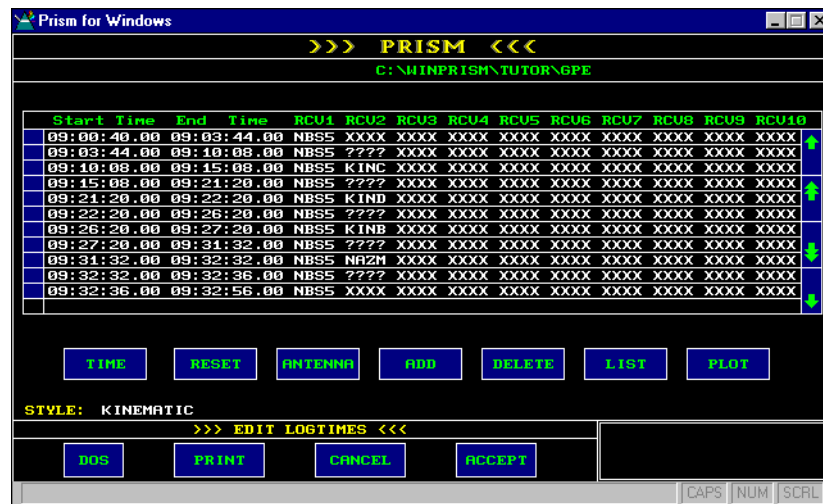 Prism for Windows
>>> PRISM <<<
C:\WINPRISM\TUTOR\GPE
Start Time End Time RCV1 RCV2 RCV3 RCV4 RCV5 RCV6 RCV7 RCV8 RCV9 RCV10
09:00:40.00 09:03:44.00 NBS5 XXXX XXXX XXXX XXXX XXXX XXXX XXXX XXXX XXXX
09:03:44.00 09:10:08.00 NBS5 ???? XXXX XXXX XXXX XXXX XXXX XXXX XXXX XXXX
09:10:08.00 09:15:08.00 NBS5 KINC XXXX XXXX XXXX XXXX XXXX XXXX XXXX XXXX
09:15:08.00 09:21:20.00 NBS5 ???? XXXX XXXX XXXX XXXX XXXX XXXX XXXX XXXX
09:21:20.00 09:22:20.00 NBS5 KIND XXXX XXXX XXXX XXXX XXXX XXXX XXXX XXXX
09:22:20.00 09:26:20.00 NBS5 ???? XXXX XXXX XXXX XXXX XXXX XXXX XXXX XXXX
09:26:20.00 09:27:20.00 NBS5 KINB XXXX XXXX XXXX XXXX XXXX XXXX XXXX XXXX
09:27:20.00 09:31:32.00 NBS5 ???? XXXX XXXX XXXX XXXX XXXX XXXX XXXX XXXX
09:31:32.00 09:32:32.00 NBS5 NAZM XXXX XXXX XXXX XXXX XXXX XXXX XXXX XXXX
09:32:32.00 09:32:36.00 NBS5 ???? XXXX XXXX XXXX XXXX XXXX XXXX XXXX XXXX
09:32:36.00 09:32:56.00 NBS5 XXXX XXXX XXXX XXXX XXXX XXXX XXXX XXXX XXXX
TIME RESET ANTENNA ADD DELETE LIST PLOT
STYLE: KINEMATIC
>>> EDIT LOGTIMES <<<
DOS PRINT CANCEL ACCEPT
CAPS NUM SCRL